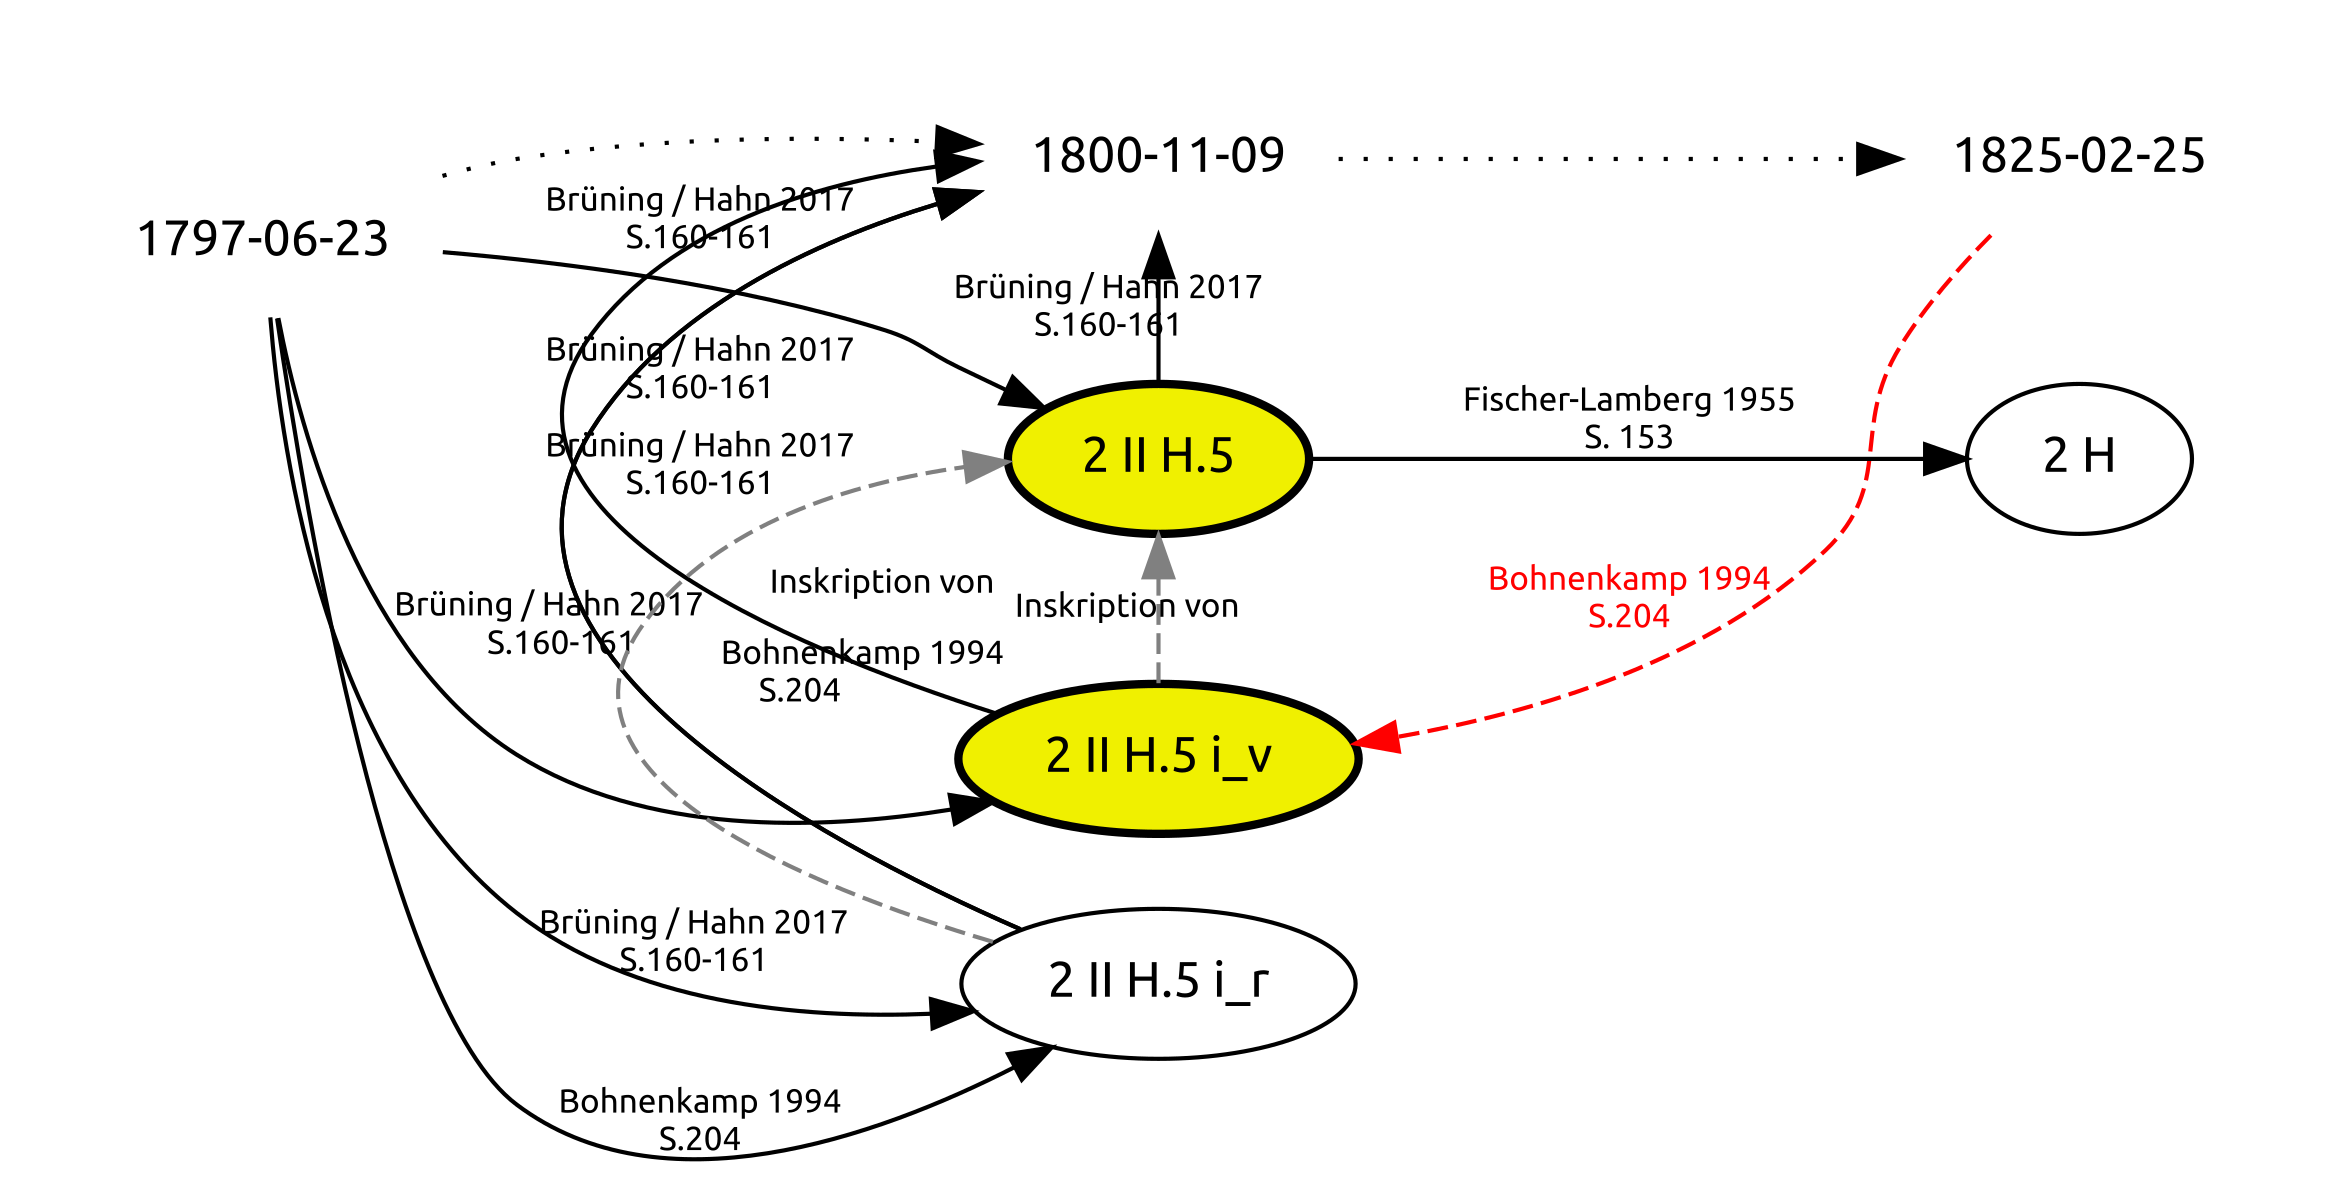 1800-11-09
1825-02-25
1797-06-23
Brüning / Hahn 2017
S.160-161
Brüning / Hahn 2017
S.160-161
Brüning / Hahn 2017
S.160-161
Brüning / Hahn 2017
S.160-161
Fischer-Lamberg 1955
S. 153
2 II H.5
2 H
Inskription von
Inskription von
Bohnenkamp 1994
S.204
Brüning / Hahn 2017
S.160-161
Bohnenkamp 1994
S.204
2 II H.5 i_v
Brüning / Hahn 2017
S.160-161
2 II H.5 i_r
Bohnenkamp 1994
S.204